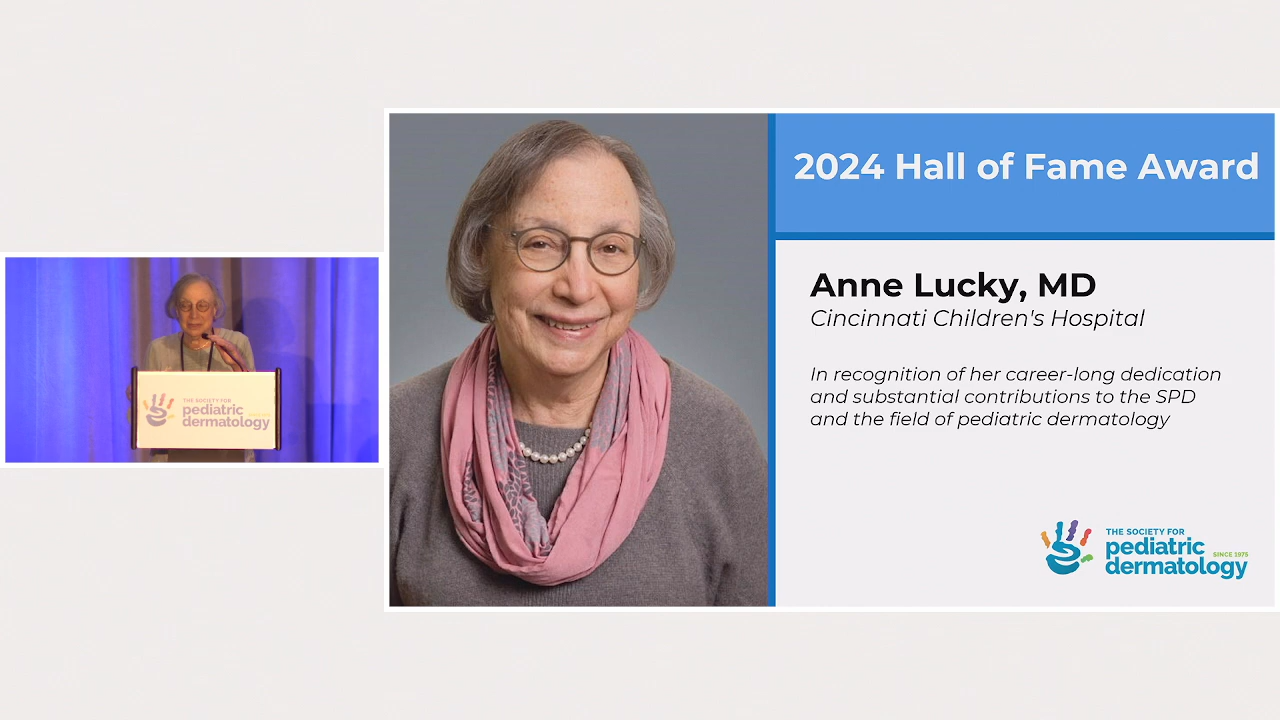 THE SOCIETY FOR
pediatric
dermatology
2024 Hall of Fame Award
Anne Lucky, MD
Cincinnati Children's Hospital
In recognition of her career-long dedication
and substantial contributions to the SPD
and the field of pediatric dermatology
THE SOCIETY FOR
pediatric
SINCE 1975
dermatology